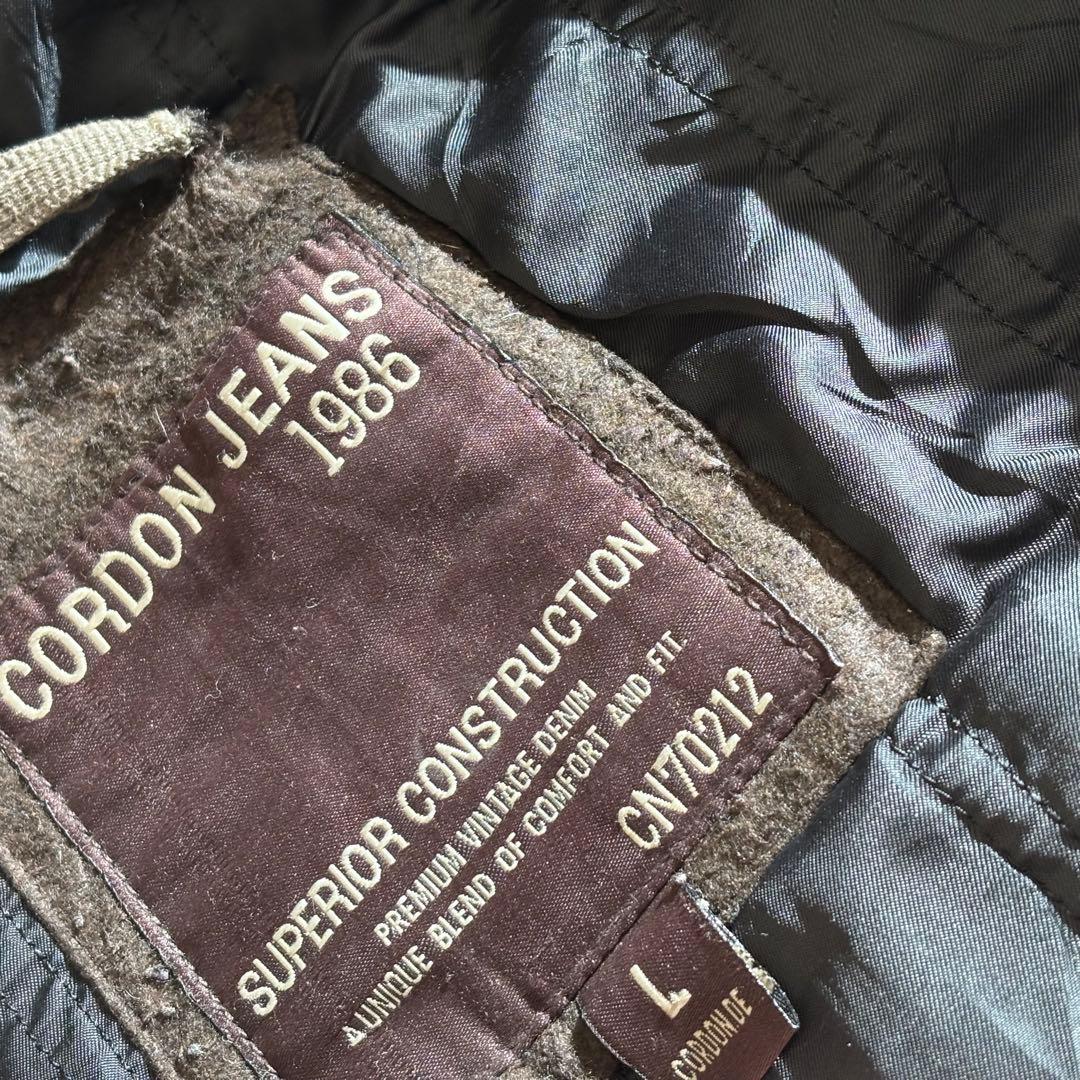 CORDON JEANS
1986
SUPERIOR CONSTRUCTION
PREMIUM VINTAGE DENIM
A UNIQUE BLEND OF COMFORT AND FIT.
CN70212
L
CORDON.DE